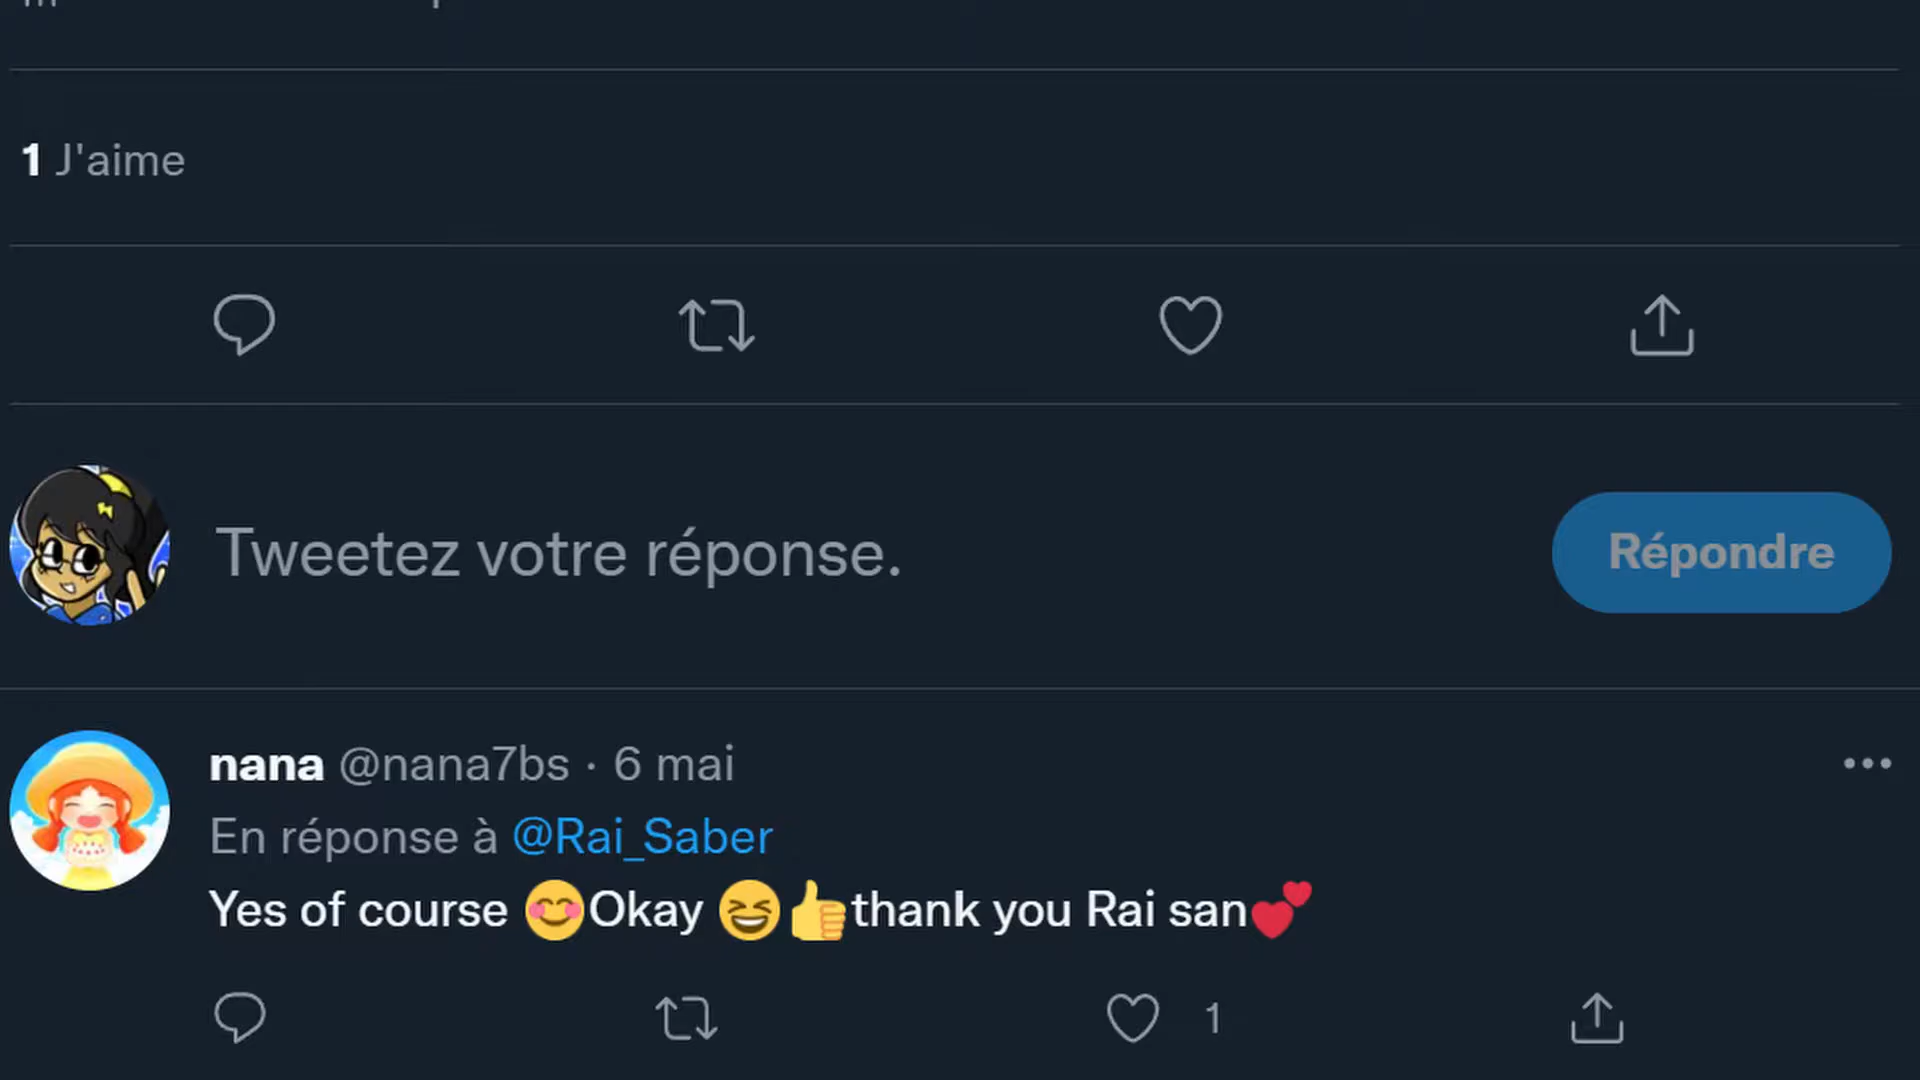 1 J'aime
Tweetez votre réponse.
Répondre
nana @nana7bs · 6 mai
En réponse à @Rai_Saber
Yes of course 😊Okay 😆👍thank you Rai san💕
1